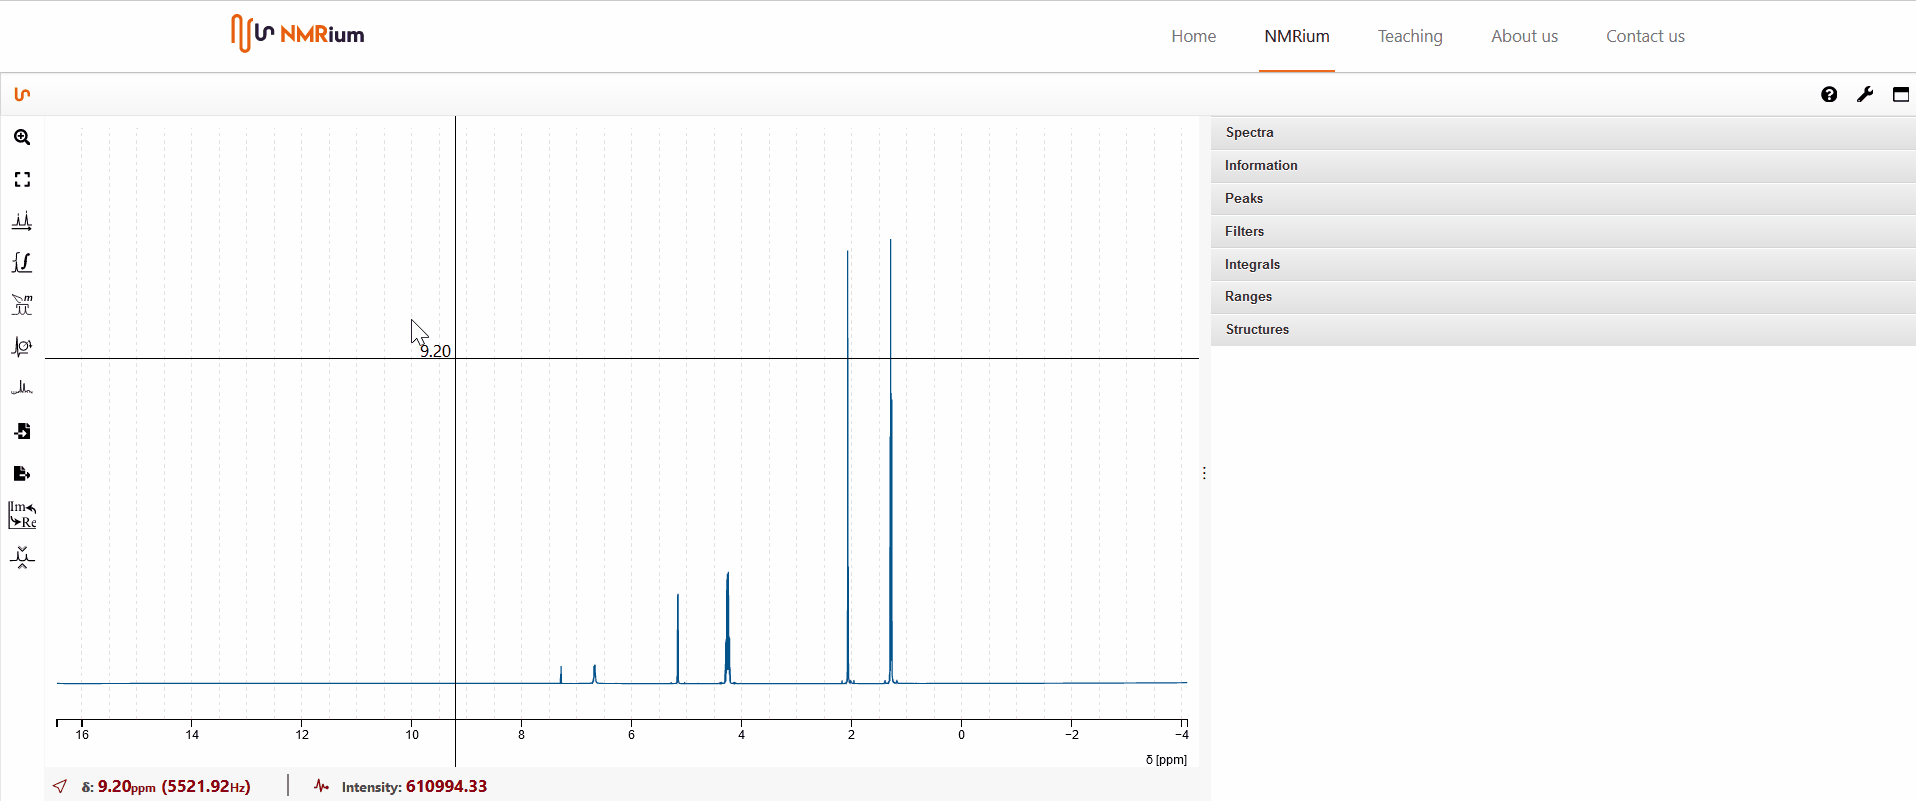 NMRium
Home NMRium Teaching About us Contact us
Spectra
Information
Peaks
Filters
Integrals
Ranges
Structures
m
Im
Re
9.20
16 14 12 10 8 6 4 2 0 −2 −4
δ [ppm]
δ: 9.20ppm (5521.92Hz) Intensity: 610994.33